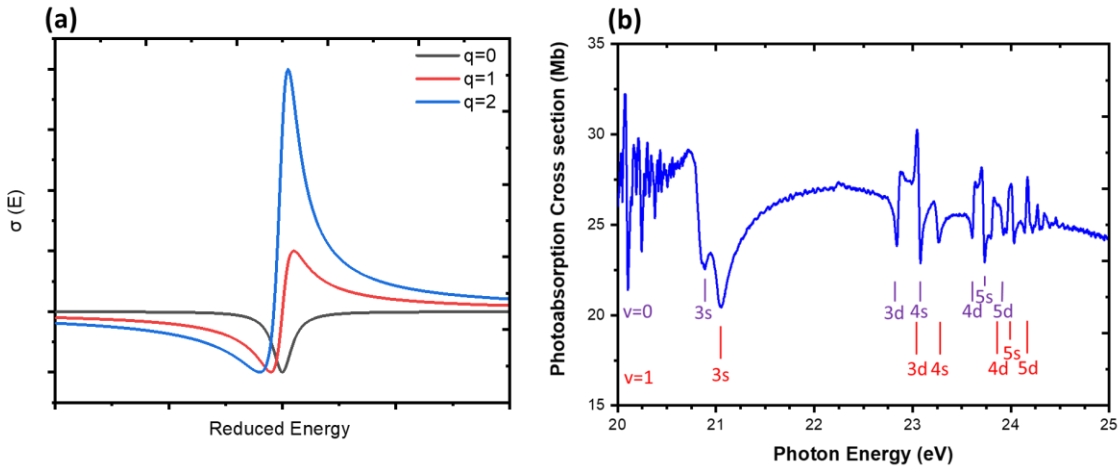 (a)
q=0
q=1
q=2
σ (E)
Reduced Energy
(b)
Photoabsorption Cross section (Mb)
35
30
25
20
15
v=0
3s
3d
4s
4d
5s
5d
v=1
3s
3d
4s
4d
5s
5d
20
21
22
23
24
25
Photon Energy (eV)